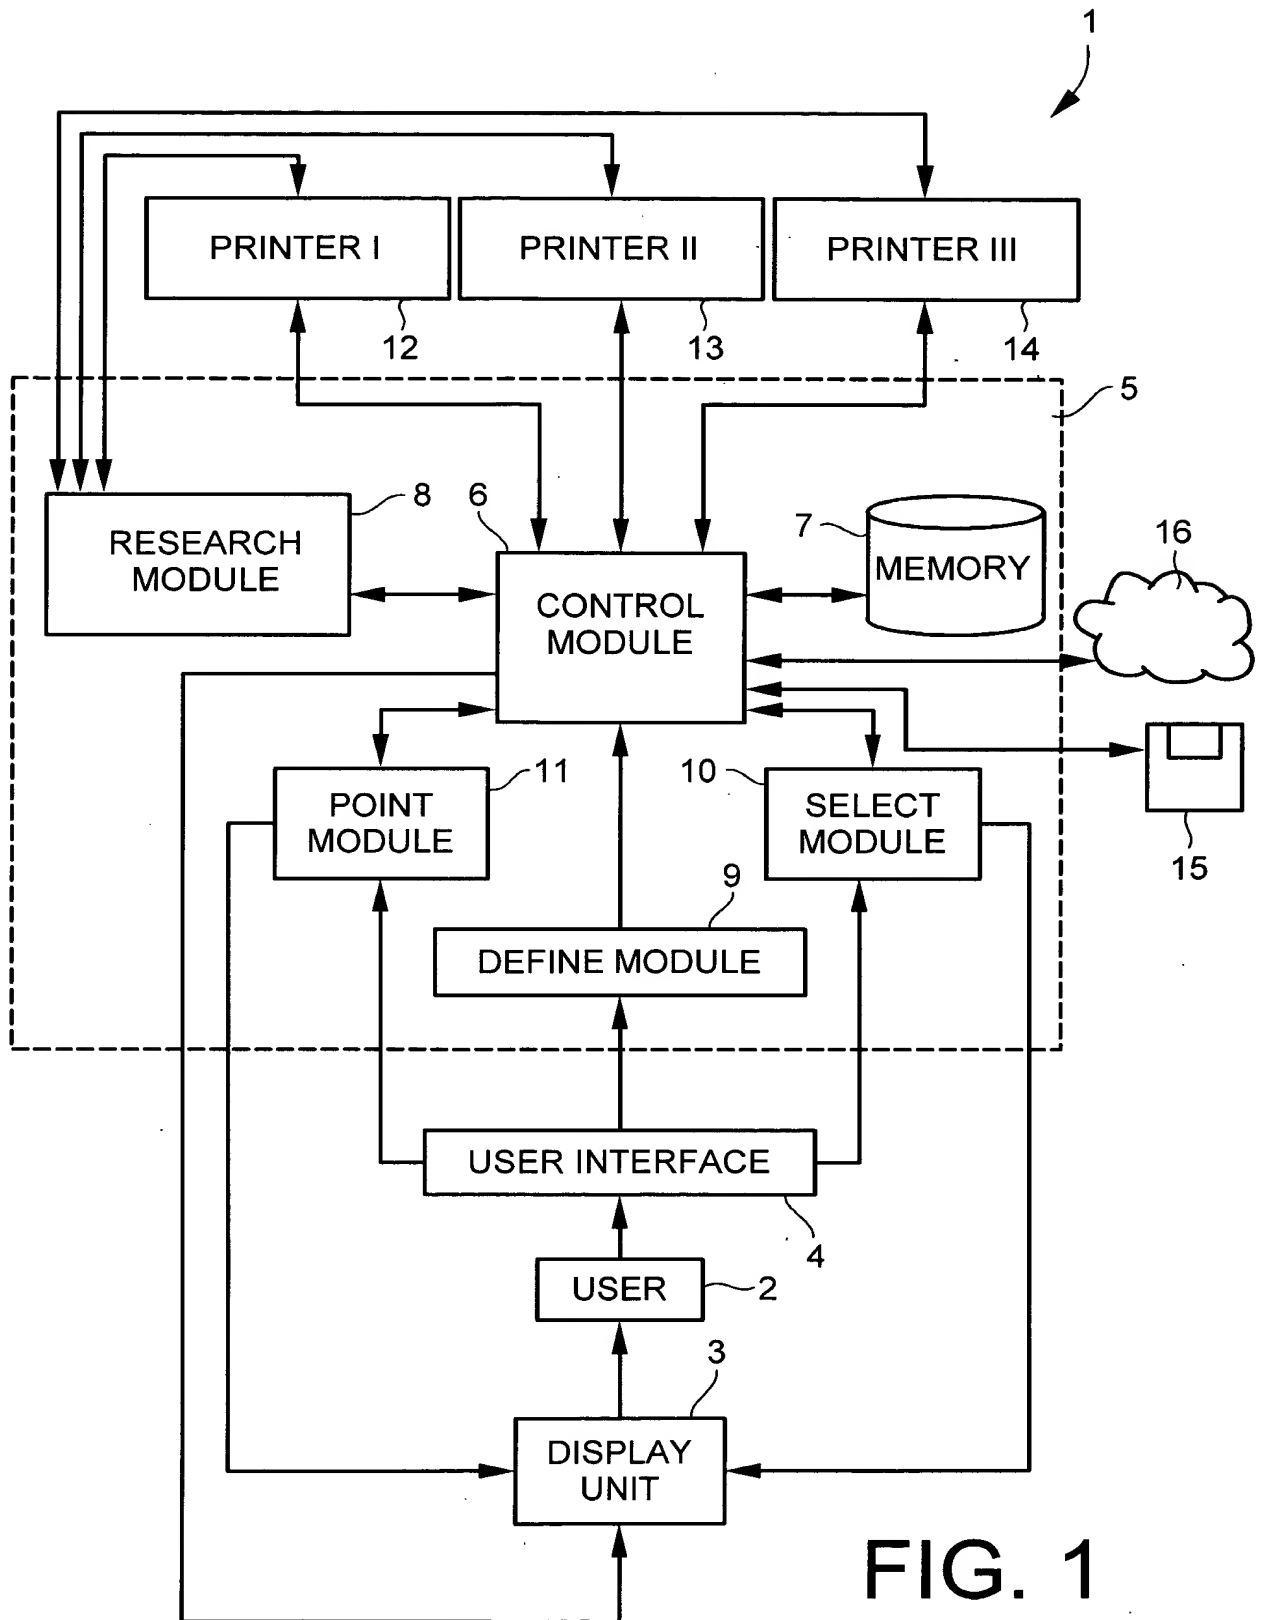 1
PRINTER I
PRINTER II
PRINTER III
12
13
14
5
8
6
7
16
RESEARCH
MODULE
CONTROL
MODULE
MEMORY
11
10
POINT
MODULE
SELECT
MODULE
15
9
DEFINE MODULE
USER INTERFACE
4
USER
2
3
DISPLAY
UNIT
FIG. 1